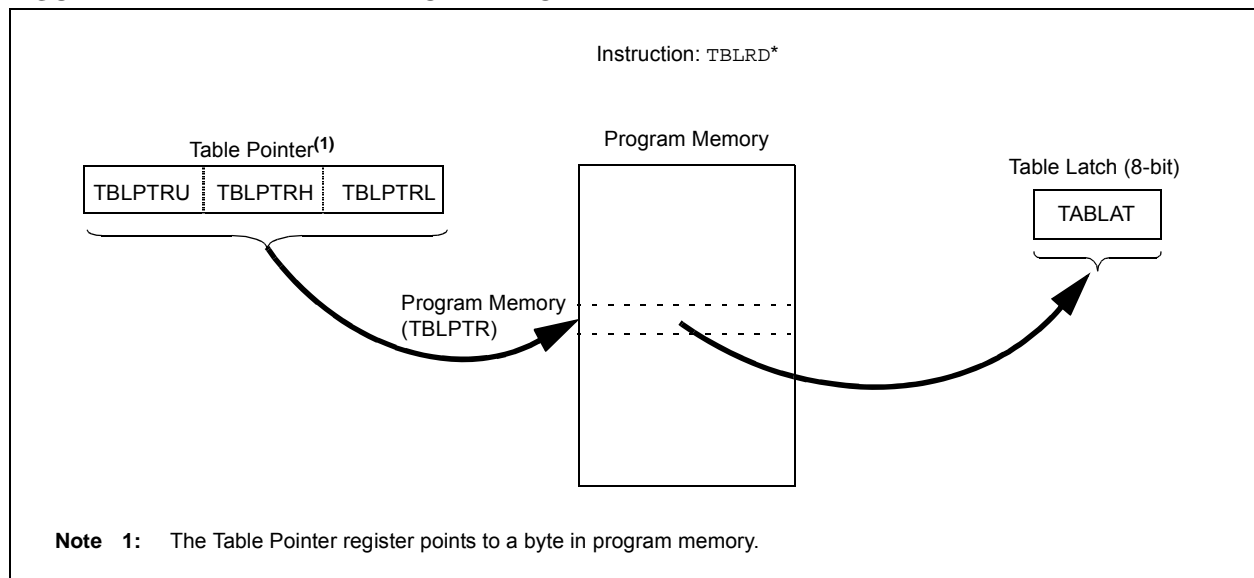 Instruction: TBLRD*
Table Pointer(1)
TBLPTRU TBLPTRH TBLPTRL
Program Memory
Table Latch (8-bit)
TABLAT
Program Memory
(TBLPTR)
Note 1: The Table Pointer register points to a byte in program memory.